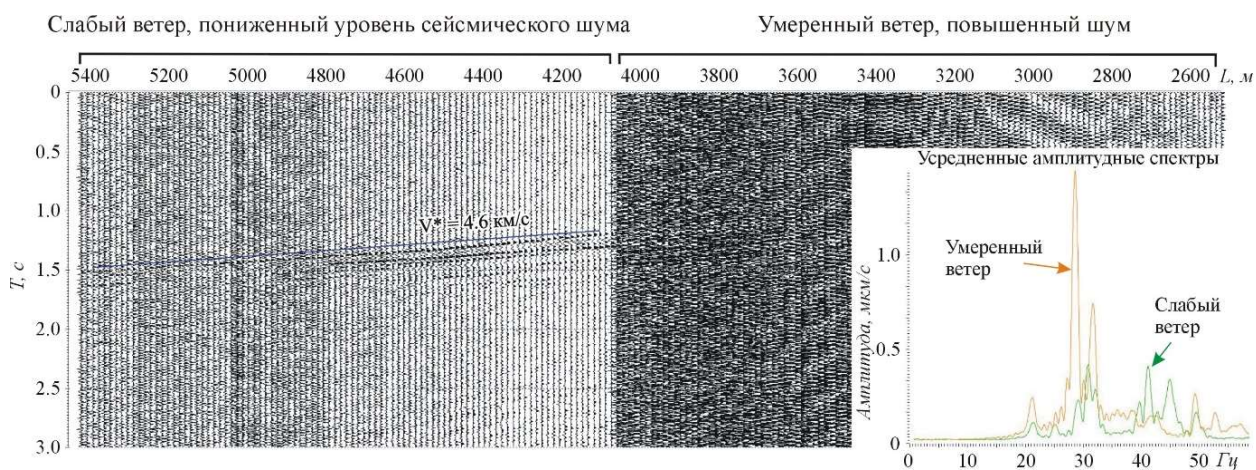 Слабый ветер, пониженный уровень сейсмического шума
Умеренный ветер, повышенный шум
5400 5200 5000 4800 4600 4400 4200 4000 3800 3600 3400 3200 3000 2800 2600 L, м
0
0.5
1.0
1.5
2.0
2.5
3.0
T, с
V* = 4.6 км/с
Усредненные амплитудные спектры
Умеренный
ветер
Слабый
ветер
Амплитуда, мкм/с
1.0
0.5
0
0 10 20 30 40 50 Гц